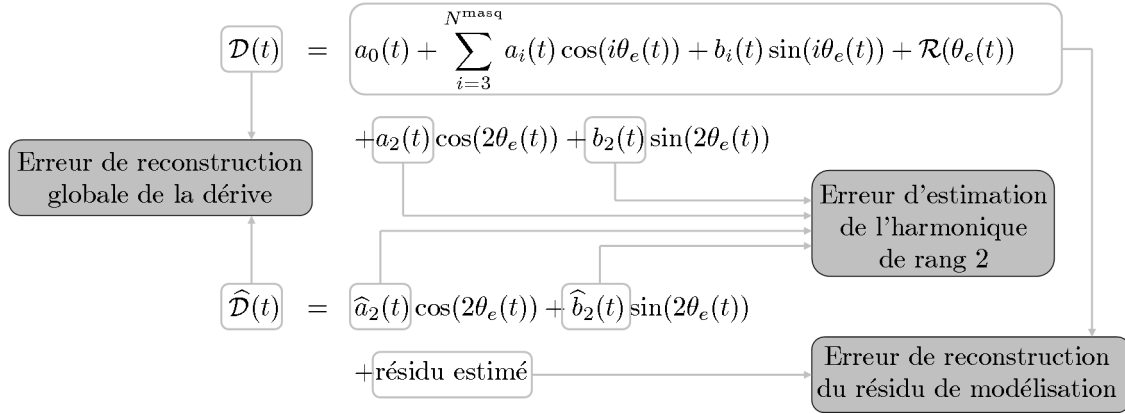 𝒟(t) = a₀(t) + ∑_{i=3}^{N^{masq}} aᵢ(t) cos(iθₑ(t)) + bᵢ(t) sin(iθₑ(t)) + ℛ(θₑ(t))
+a₂(t) cos(2θₑ(t)) + b₂(t) sin(2θₑ(t))
Erreur de reconstruction
globale de la dérive
Erreur d'estimation
de l'harmonique
de rang 2
𝒟̂(t) = â₂(t) cos(2θₑ(t)) + b̂₂(t) sin(2θₑ(t))
+résidu estimé
Erreur de reconstruction
du résidu de modélisation